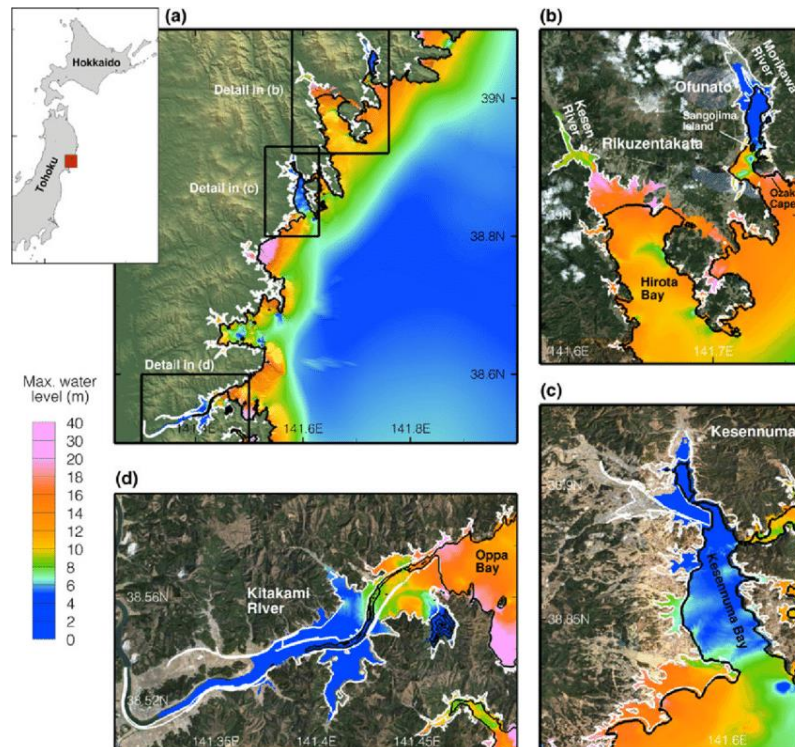 Hokkaido
Tohoku
(a)
Detail in (b)
Detail in (c)
Detail in (d)
39N
38.8N
38.6N
141.6E
141.8E
Max. water
level (m)
40
30
20
18
16
14
12
10
8
6
4
2
0
(b)
Morikawa
River
Ofunato
Sangojima
Island
Kesen
River
Rikuzentakata
Ozaki
Cape
Hirota
Bay
141.6E
141.7E
(c)
Kesennuma
Kesennuma Bay
38.85N
141.6E
(d)
Oppa
Bay
Kitakami
River
38.56N
38.52N
141.35E
141.4E
141.45E